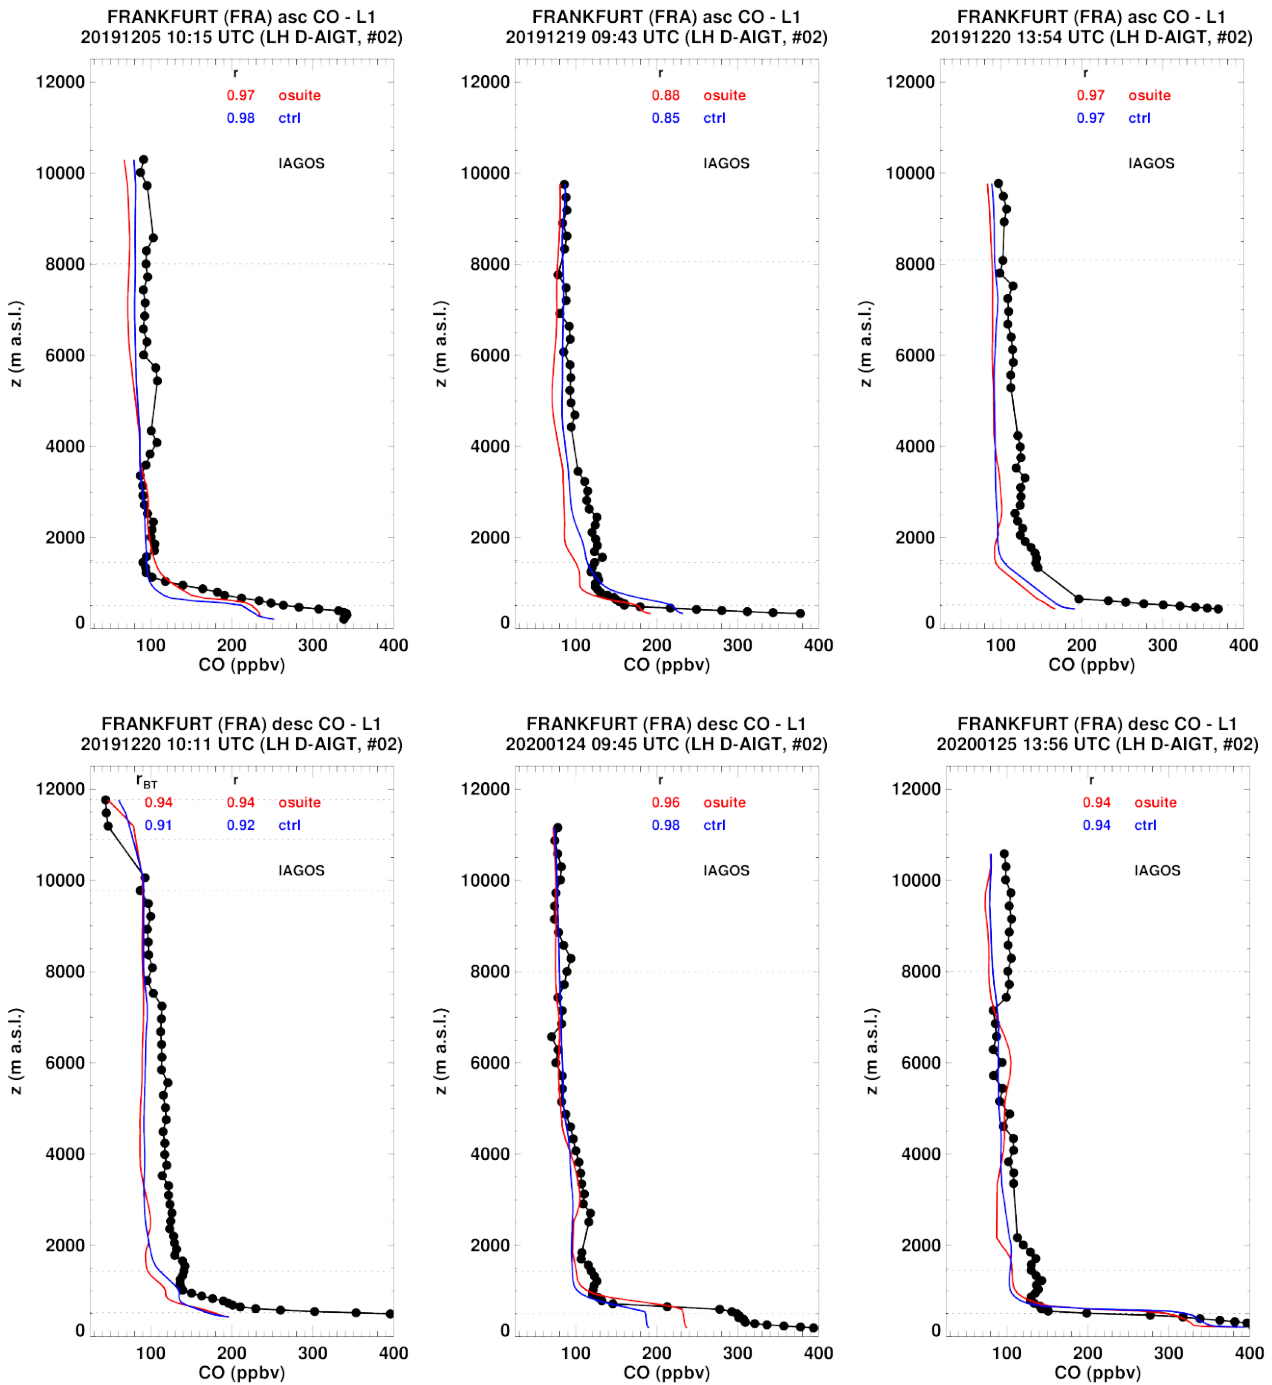 FRANKFURT (FRA) asc CO - L1
20191205 10:15 UTC (LH D-AIGT, #02)
r
0.97 osuite
0.98 ctrl
IAGOS
12000
10000
8000
6000
4000
2000
0
z (m a.s.l.)
100 200 300 400
CO (ppbv)
FRANKFURT (FRA) asc CO - L1
20191219 09:43 UTC (LH D-AIGT, #02)
r
0.88 osuite
0.85 ctrl
IAGOS
12000
10000
8000
6000
4000
2000
0
z (m a.s.l.)
100 200 300 400
CO (ppbv)
FRANKFURT (FRA) asc CO - L1
20191220 13:54 UTC (LH D-AIGT, #02)
r
0.97 osuite
0.97 ctrl
IAGOS
12000
10000
8000
6000
4000
2000
0
z (m a.s.l.)
100 200 300 400
CO (ppbv)
FRANKFURT (FRA) desc CO - L1
20191220 10:11 UTC (LH D-AIGT, #02)
rBT r
0.94 0.94 osuite
0.91 0.92 ctrl
IAGOS
12000
10000
8000
6000
4000
2000
0
z (m a.s.l.)
100 200 300 400
CO (ppbv)
FRANKFURT (FRA) desc CO - L1
20200124 09:45 UTC (LH D-AIGT, #02)
r
0.96 osuite
0.98 ctrl
IAGOS
12000
10000
8000
6000
4000
2000
0
z (m a.s.l.)
100 200 300 400
CO (ppbv)
FRANKFURT (FRA) desc CO - L1
20200125 13:56 UTC (LH D-AIGT, #02)
r
0.94 osuite
0.94 ctrl
IAGOS
12000
10000
8000
6000
4000
2000
0
z (m a.s.l.)
100 200 300 400
CO (ppbv)